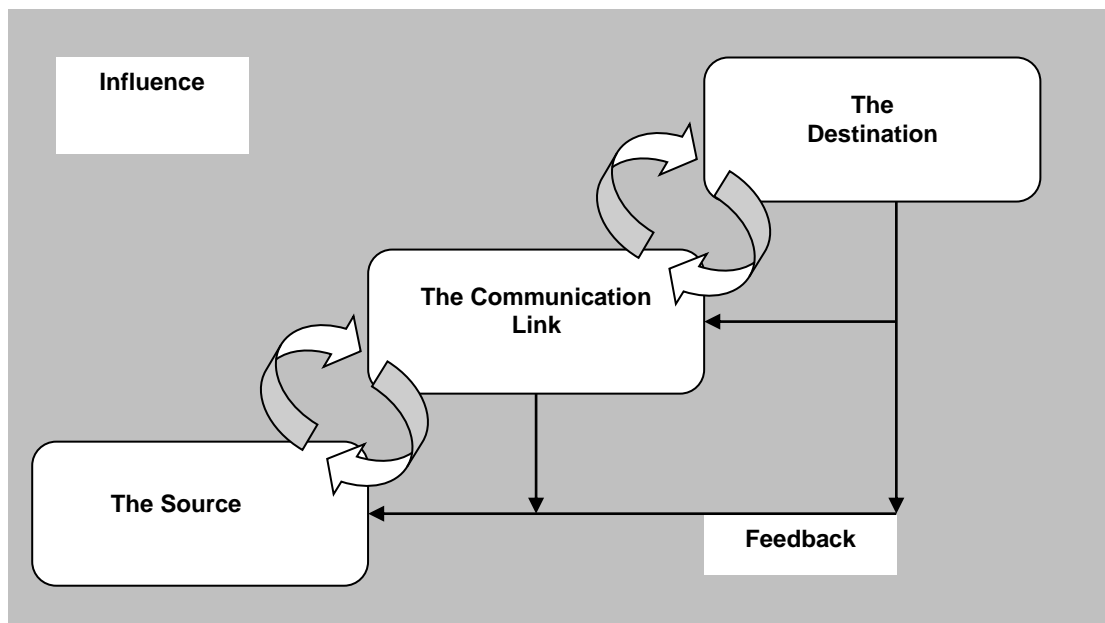 Influence
The
Destination
The Communication
Link
The Source
Feedback